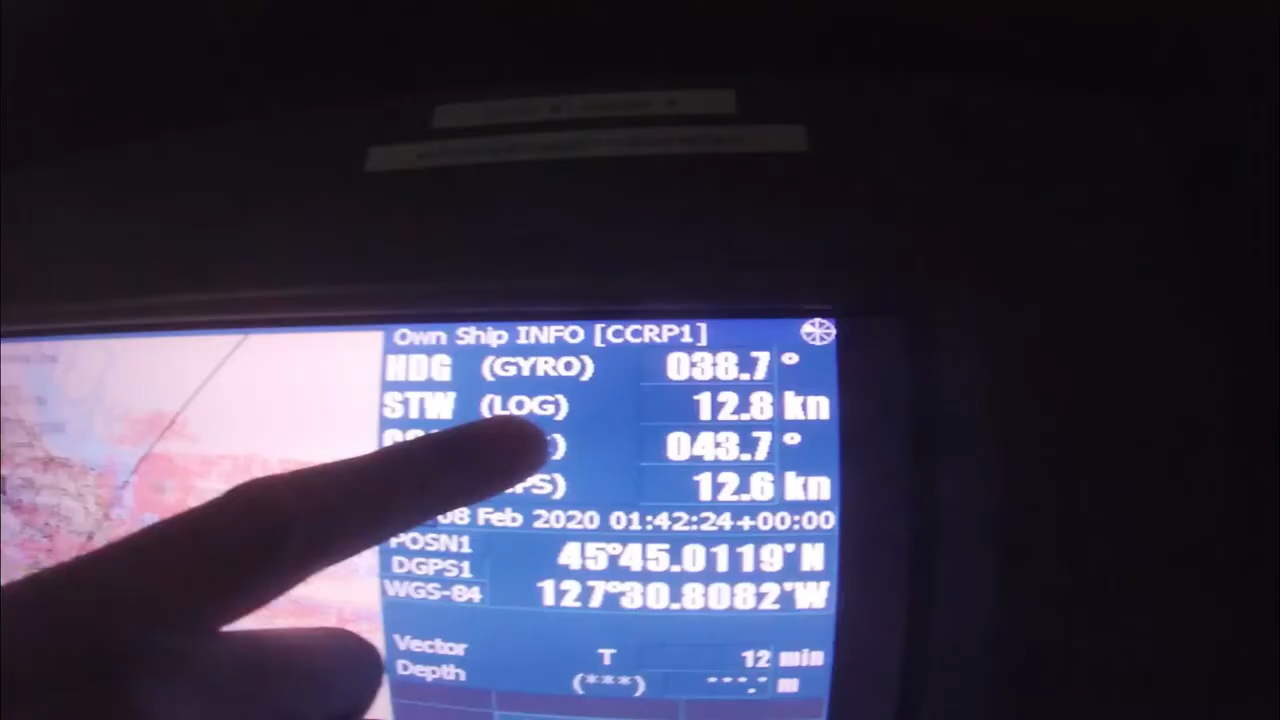 Own Ship INFO [CCRP1]
HDG (GYRO) 038.7 °
STW (LOG) 12.8 kn
043.7 °
12.6 kn
08 Feb 2020 01:42:24+00:00
POSN1
DGPS1 45°45.0119'N
WGS-84 127°30.8082'W
Vector T 12 min
Depth (***) ***.* m